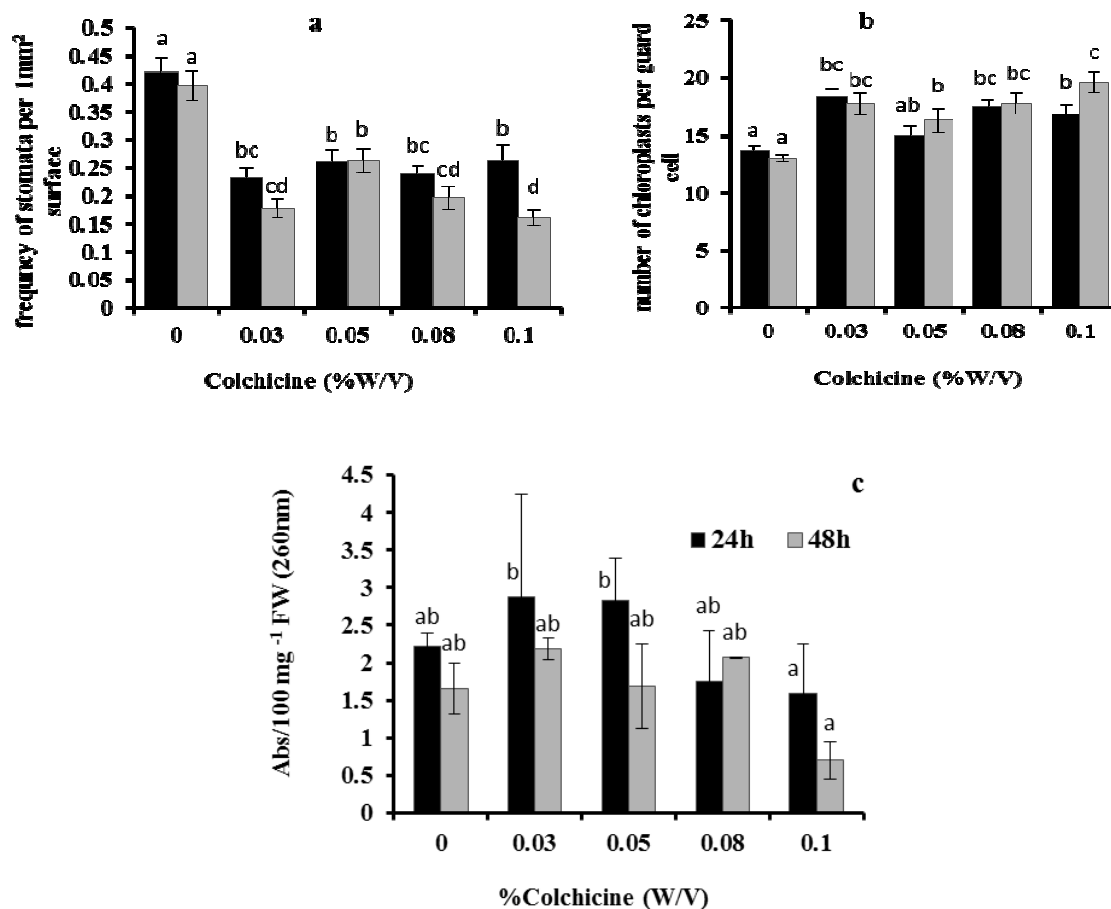 a
frequncy of stomata per 1mm²
surface
0.5
0.45
0.4
0.35
0.3
0.25
0.2
0.15
0.1
0.05
0
a
a
bc
cd
b
b
bc
cd
b
d
0
0.03
0.05
0.08
0.1
Colchicine (%W/V)
b
number of chloroplasts per guard
cell
25
20
15
10
5
0
a
a
bc
bc
ab
b
bc
bc
b
c
0
0.03
0.05
0.08
0.1
Colchicine (%W/V)
c
Abs/100 mg ⁻¹ FW (260nm)
4.5
4
3.5
3
2.5
2
1.5
1
0.5
0
24h
48h
ab
ab
b
ab
b
ab
ab
ab
a
a
0
0.03
0.05
0.08
0.1
%Colchicine (W/V)